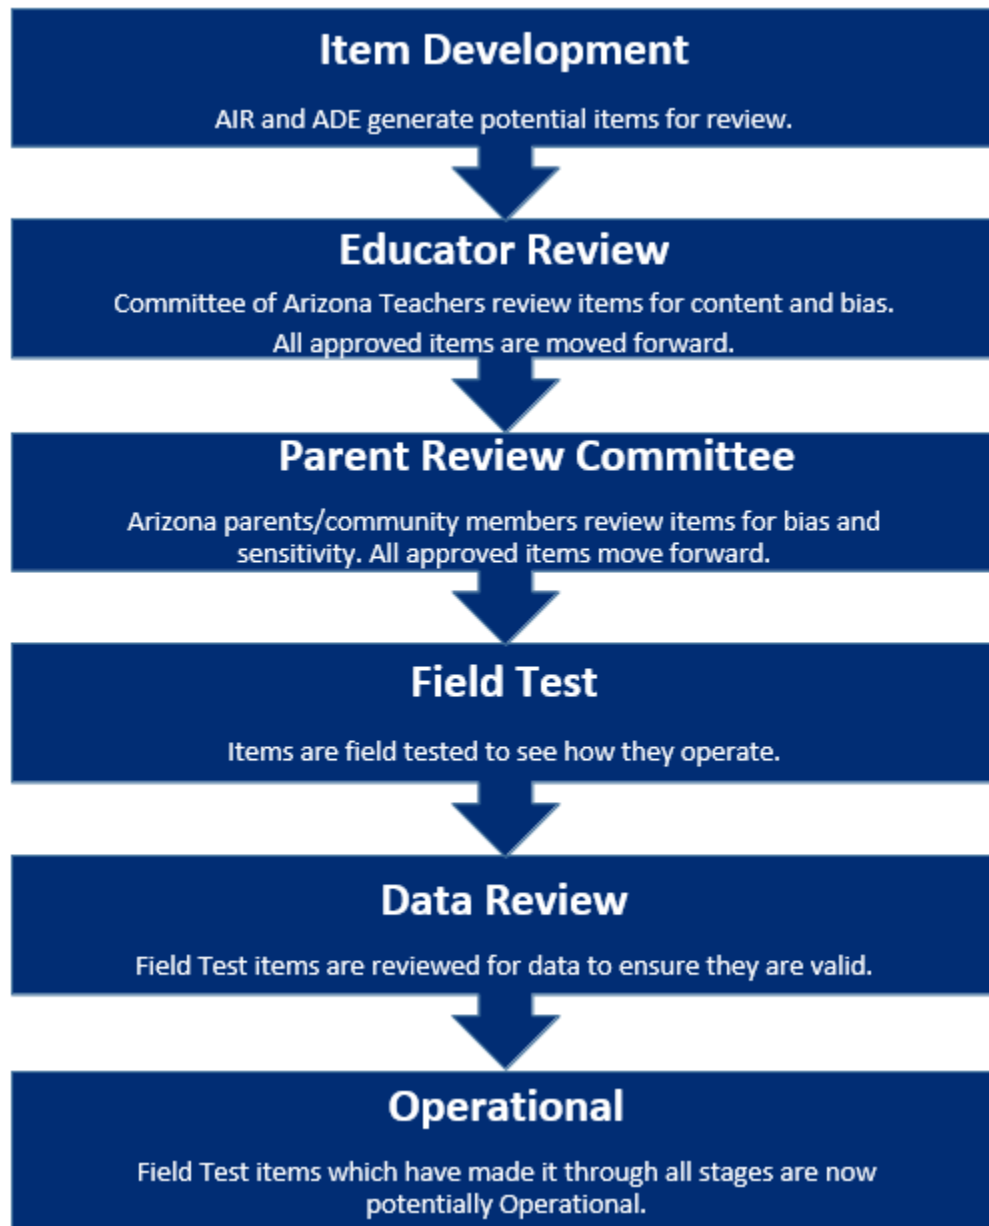 Item Development
AIR and ADE generate potential items for review.
Educator Review
Committee of Arizona Teachers review items for content and bias.
All approved items are moved forward.
Parent Review Committee
Arizona parents/community members review items for bias and
sensitivity. All approved items move forward.
Field Test
Items are field tested to see how they operate.
Data Review
Field Test items are reviewed for data to ensure they are valid.
Operational
Field Test items which have made it through all stages are now
potentially Operational.